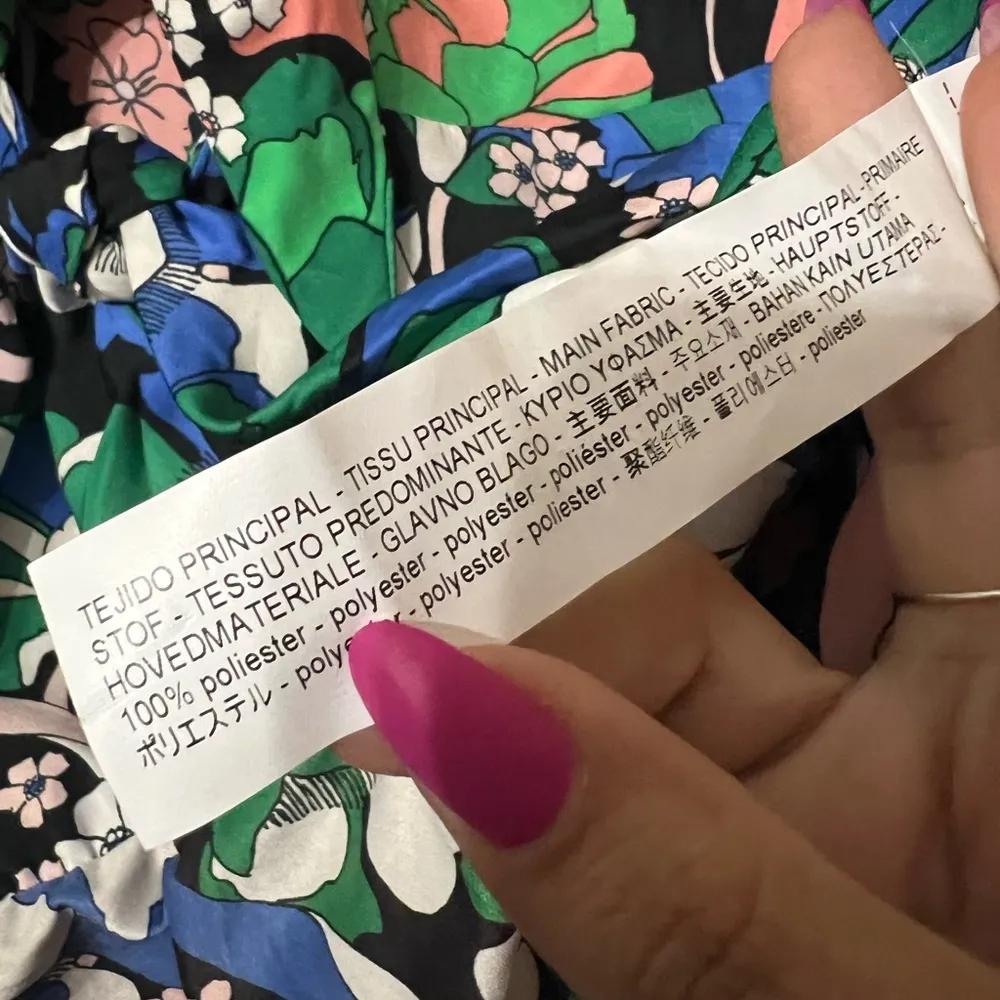 TEJIDO PRINCIPAL - TISSU PRINCIPAL - MAIN FABRIC - TECIDO PRINCIPAL - PRIMAIRE
STOF - TESSUTO PREDOMINANTE - ΚΥΡΙΟ ΥΦΑΣΜΑ - 主要生地 - HAUPTSTOFF -
HOVEDMATERIALE - GLAVNO BLAGO - 主要面料 - 주요소재 - BAHAN KAIN UTAMA
100% poliester - polyester - polyester - poliéster - polyester - poliestere - ΠΟΛΥΕΣΤΕΡΑΣ -
ポリエステル - polyester - polyester - poliester - 聚酯纤维 - 폴리에스터 - poliester